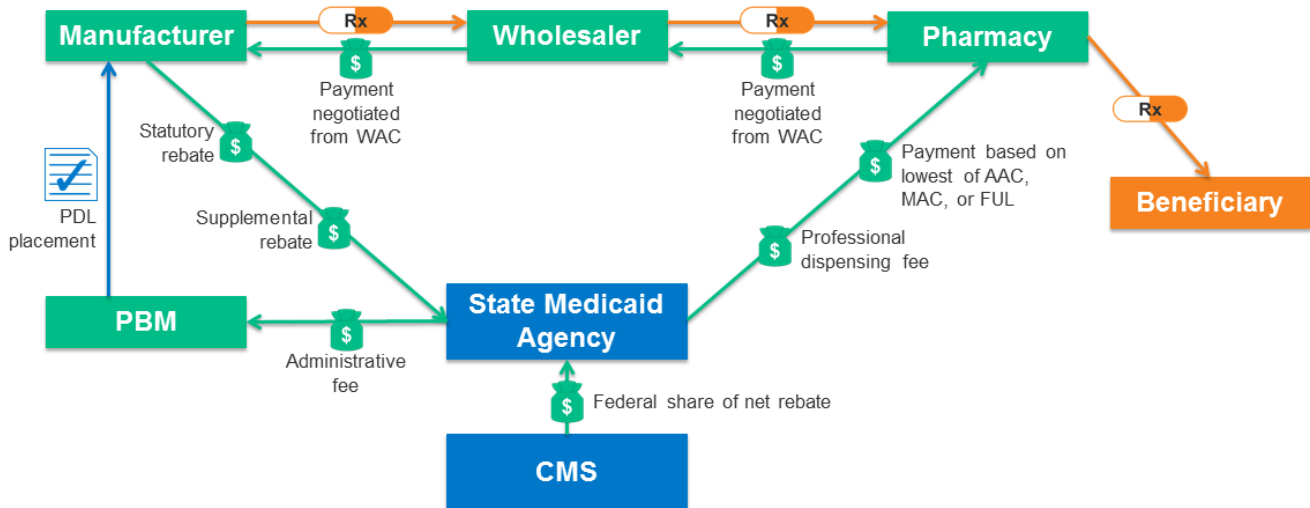 Manufacturer
Rx
Wholesaler
Rx
Pharmacy
$
Payment
negotiated
from WAC
$
Payment
negotiated
from WAC
Rx
Statutory
rebate
$
$
Payment based on
lowest of AAC,
MAC, or FUL
Beneficiary
PDL
placement
Supplemental
rebate
$
$
Professional
dispensing fee
PBM
$
Administrative
fee
State Medicaid
Agency
$
Federal share of net rebate
CMS